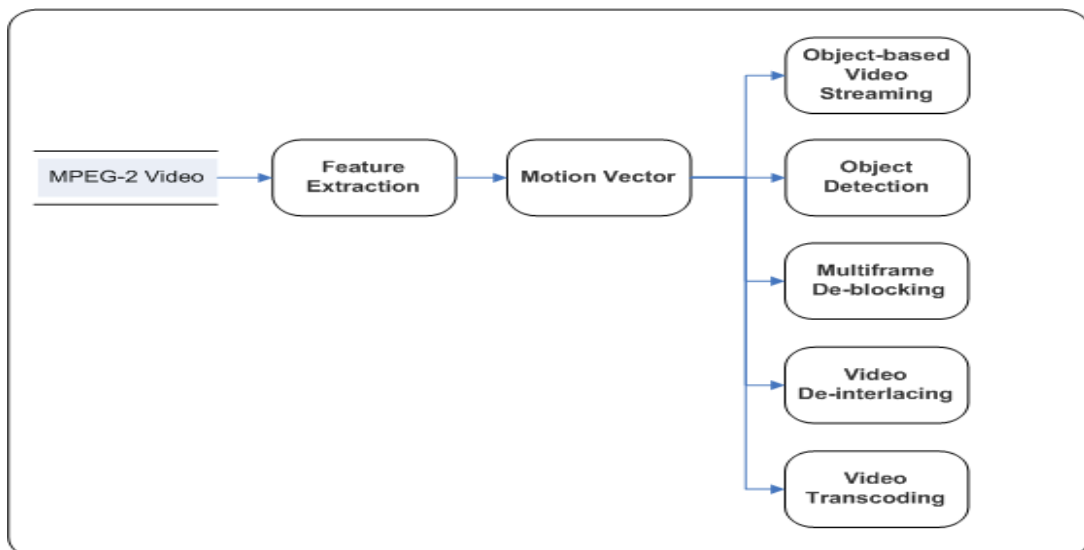 MPEG-2 Video
Feature
Extraction
Motion Vector
Object-based
Video
Streaming
Object
Detection
Multiframe
De-blocking
Video
De-interlacing
Video
Transcoding